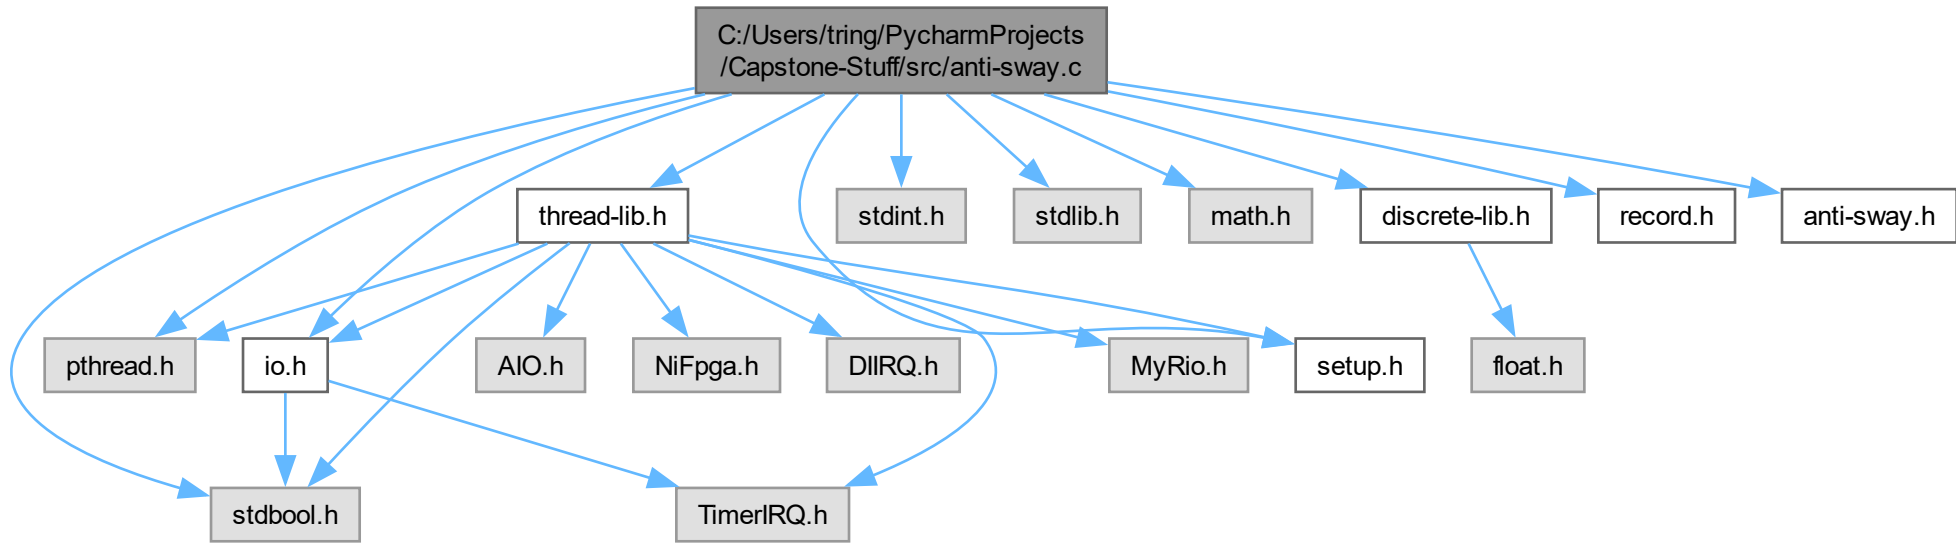 C:/Users/tring/PycharmProjects
/Capstone-Stuff/src/anti-sway.c
thread-lib.h
stdint.h
stdlib.h
math.h
discrete-lib.h
record.h
anti-sway.h
pthread.h
io.h
AIO.h
NiFpga.h
DIIRQ.h
MyRio.h
setup.h
float.h
stdbool.h
TimerIRQ.h